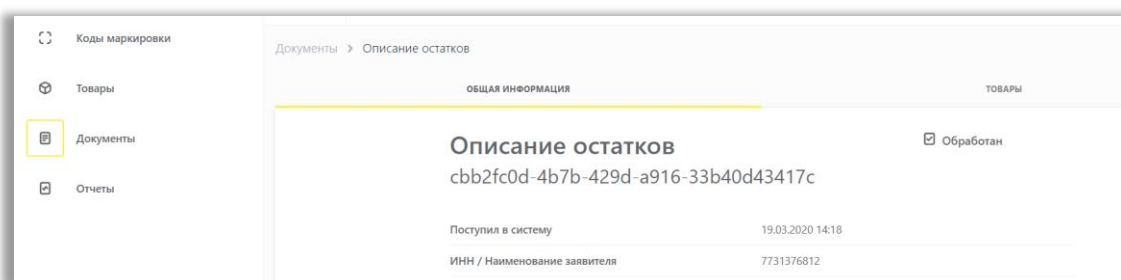 Коды маркировки
Товары
Документы
Отчеты
Документы > Описание остатков
ОБЩАЯ ИНФОРМАЦИЯ ТОВАРЫ
Описание остатков Обработан
cbb2fc0d-4b7b-429d-a916-33b40d43417c
Поступил в систему 19.03.2020 14:18
ИНН / Наименование заявителя 7731376812